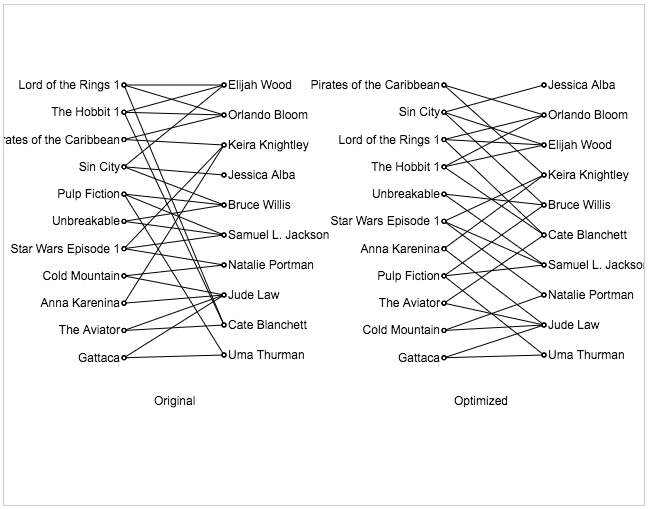 Lord of the Rings 1
The Hobbit 1
rates of the Caribbean
Sin City
Pulp Fiction
Unbreakable
Star Wars Episode 1
Cold Mountain
Anna Karenina
The Aviator
Gattaca
Elijah Wood
Orlando Bloom
Keira Knightley
Jessica Alba
Bruce Willis
Samuel L. Jackson
Natalie Portman
Jude Law
Cate Blanchett
Uma Thurman
Original
Pirates of the Caribbean
Sin City
Lord of the Rings 1
The Hobbit 1
Unbreakable
Star Wars Episode 1
Anna Karenina
Pulp Fiction
The Aviator
Cold Mountain
Gattaca
Jessica Alba
Orlando Bloom
Elijah Wood
Keira Knightley
Bruce Willis
Cate Blanchett
Samuel L. Jackso
Natalie Portman
Jude Law
Uma Thurman
Optimized